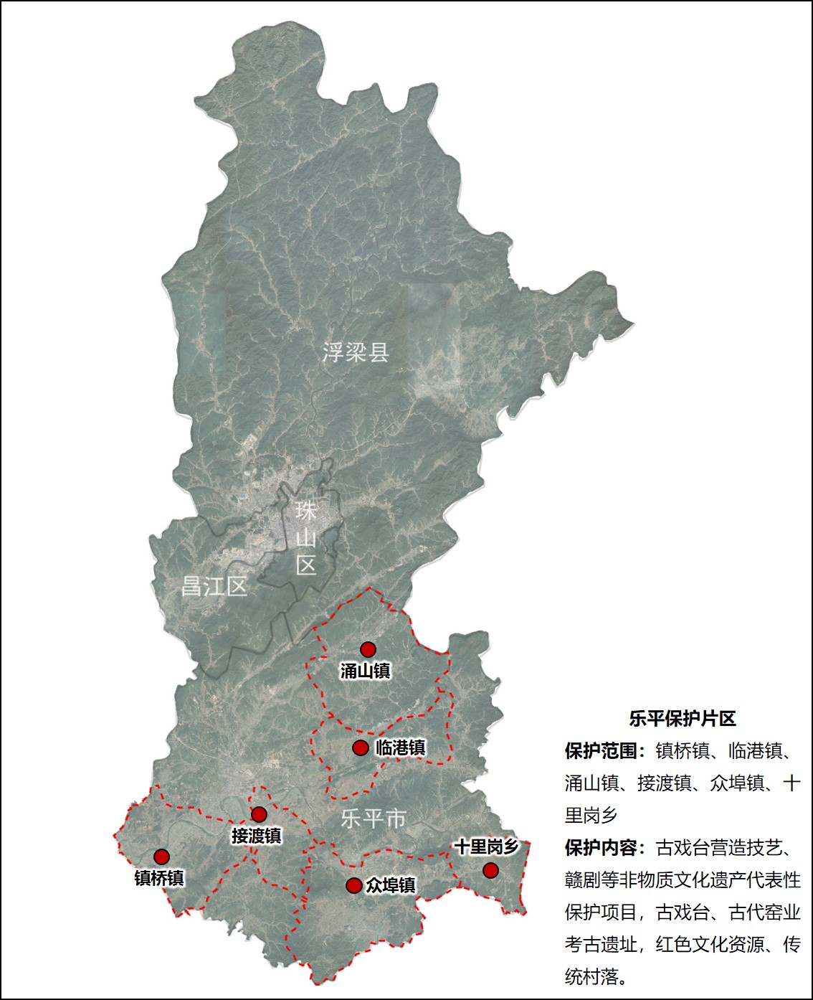 浮梁县
珠
山
区
昌江区
涌山镇
临港镇
乐平市
接渡镇
十里岗乡
镇桥镇
众埠镇
乐平保护片区
保护范围：镇桥镇、临港镇、
涌山镇、接渡镇、众埠镇、十
里岗乡
保护内容：古戏台营造技艺、
赣剧等非物质文化遗产代表性
保护项目，古戏台、古代窑业
考古遗址，红色文化资源、传
统村落。